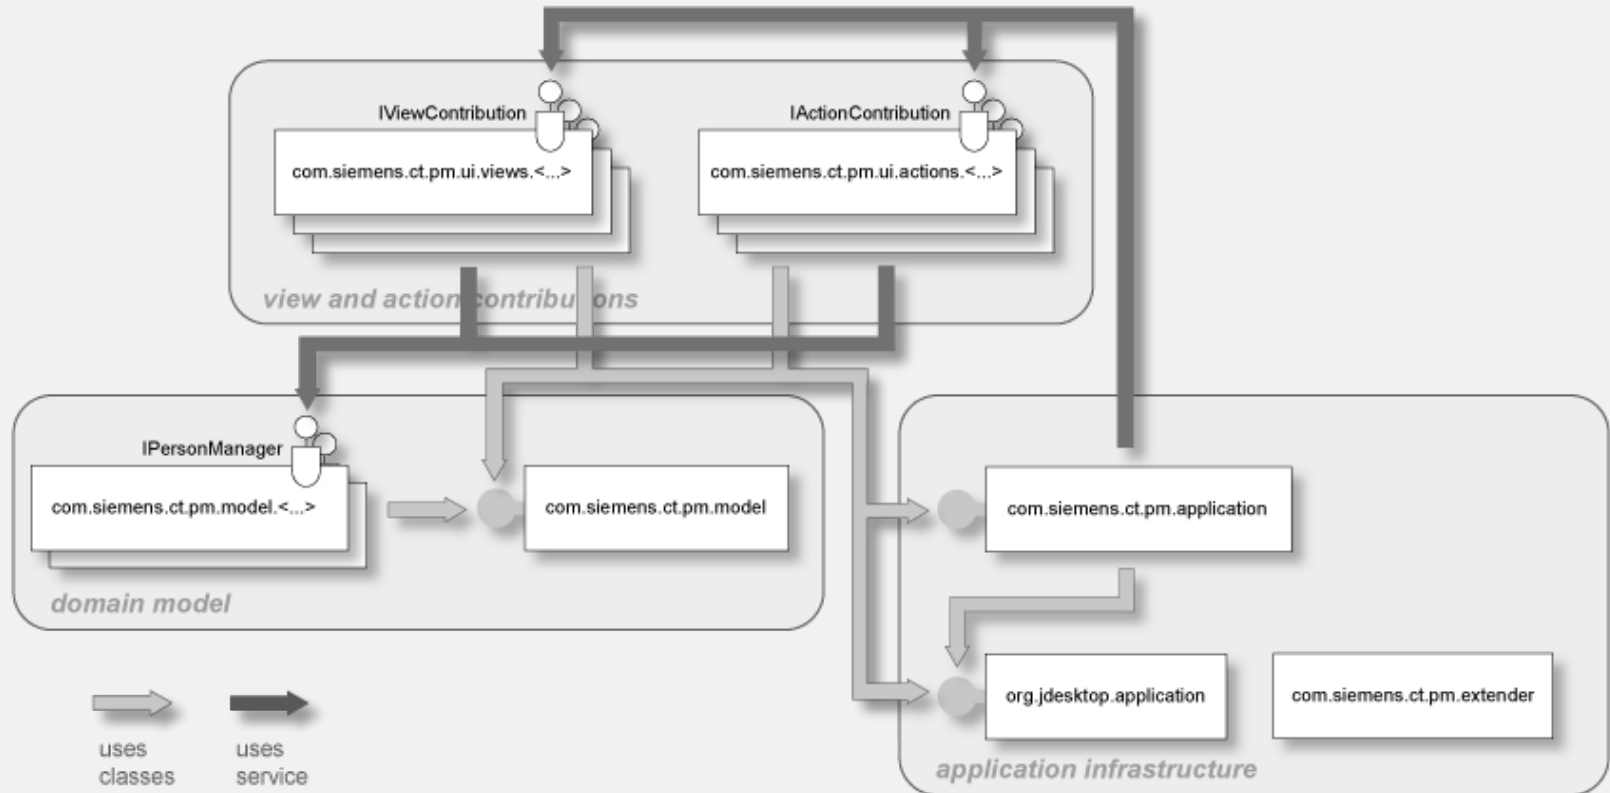 IViewContribution
IActionContribution
com.siemens.ct.pm.ui.views.<...>
com.siemens.ct.pm.ui.actions.<...>
view and action contributions
IPersonManager
com.siemens.ct.pm.model.<...>
com.siemens.ct.pm.model
com.siemens.ct.pm.application
domain model
org.jdesktop.application
com.siemens.ct.pm.extender
application infrastructure
uses
classes
uses
service